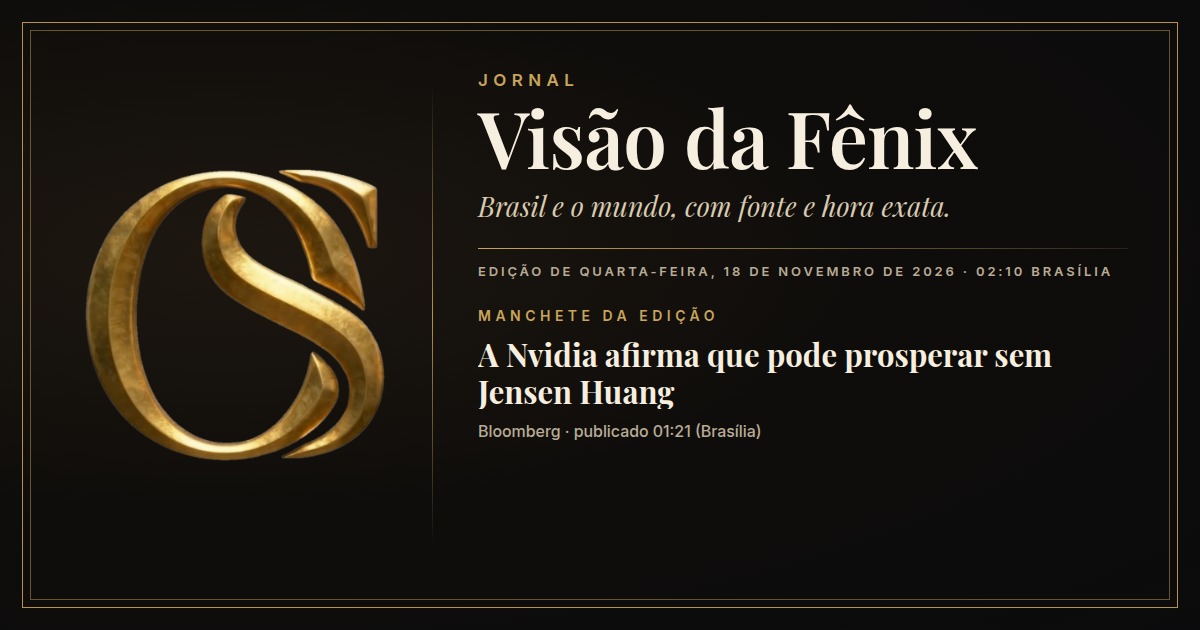 JORNAL
Visão da Fênix
Brasil e o mundo, com fonte e hora exata.
EDIÇÃO DE QUARTA-FEIRA, 18 DE NOVEMBRO DE 2026 · 02:10 BRASÍLIA
MANCHETE DA EDIÇÃO
A Nvidia afirma que pode prosperar sem
Jensen Huang
Bloomberg · publicado 01:21 (Brasília)